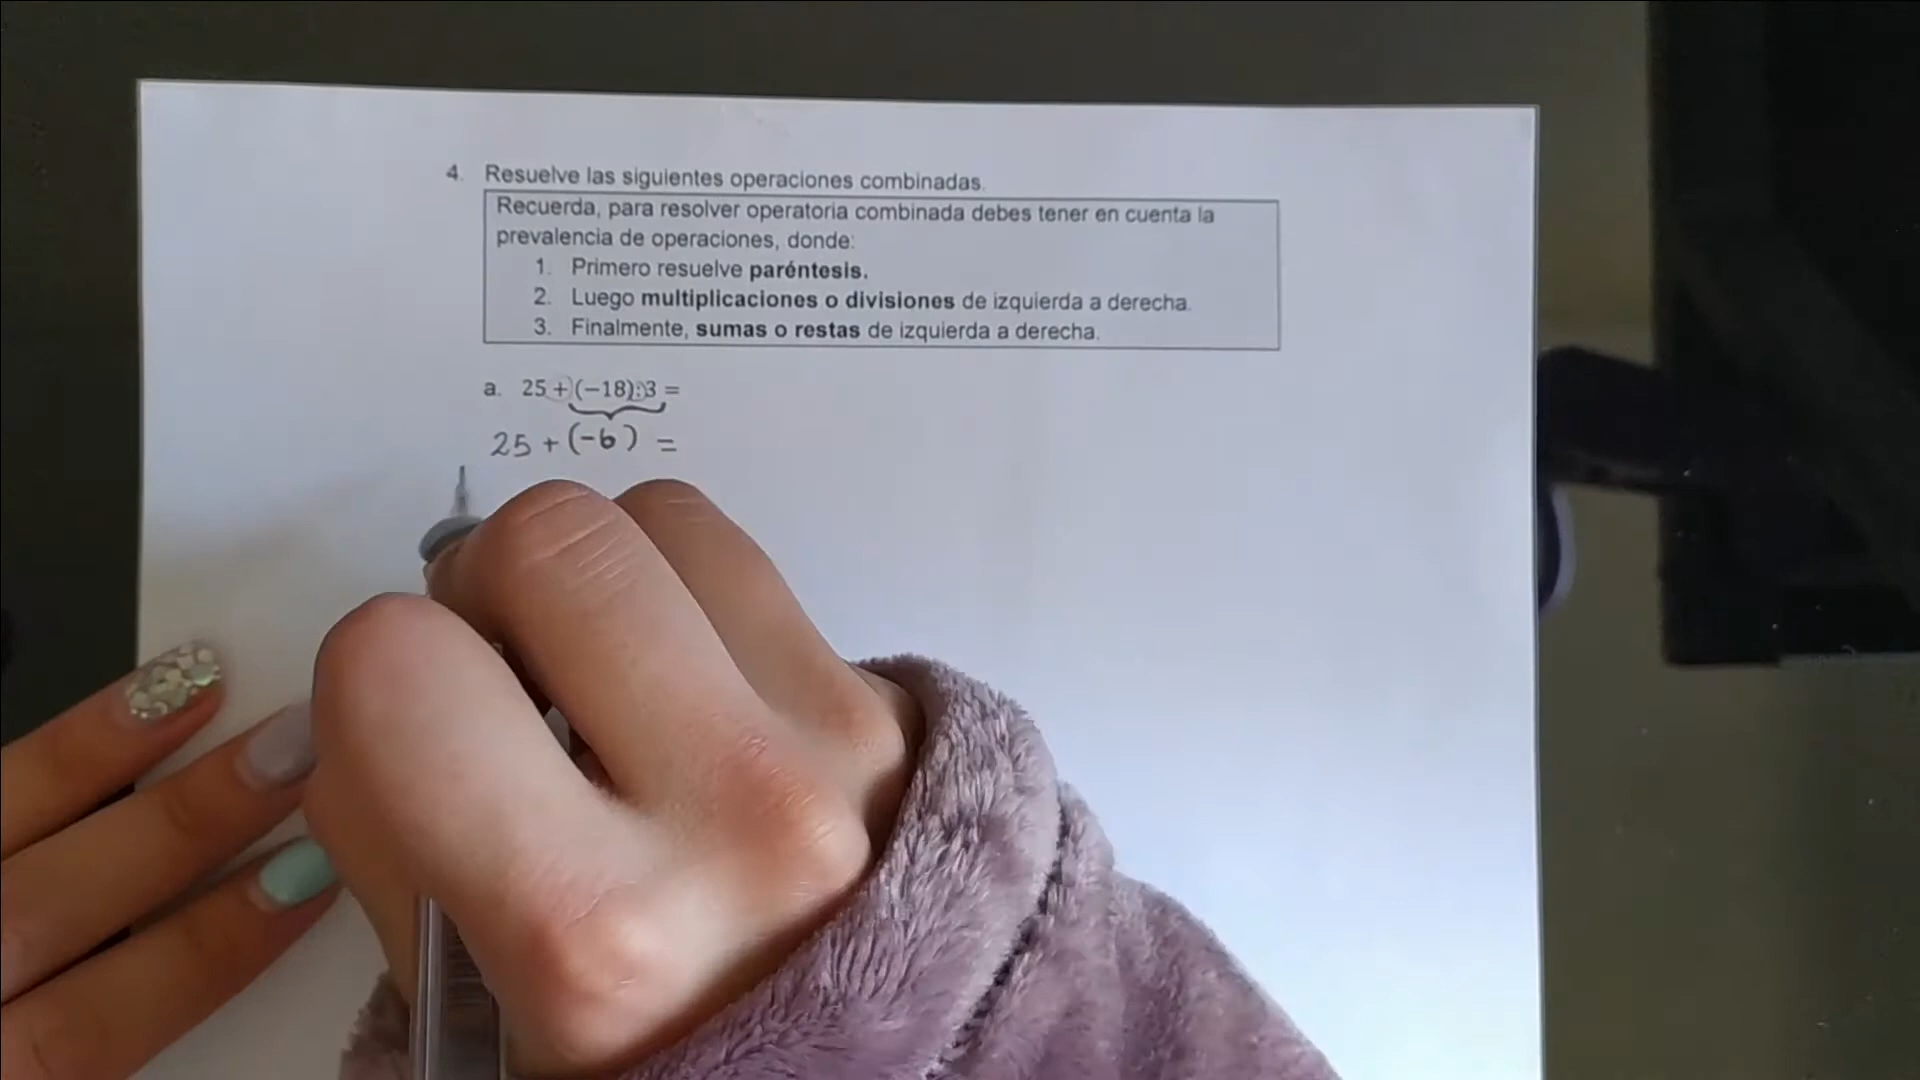 4. Resuelve las siguientes operaciones combinadas.
Recuerda, para resolver operatoria combinada debes tener en cuenta la
prevalencia de operaciones, donde:
1. Primero resuelve paréntesis.
2. Luego multiplicaciones o divisiones de izquierda a derecha.
3. Finalmente, sumas o restas de izquierda a derecha.
a. 25 + (−18):3 =
25 + (-6) =